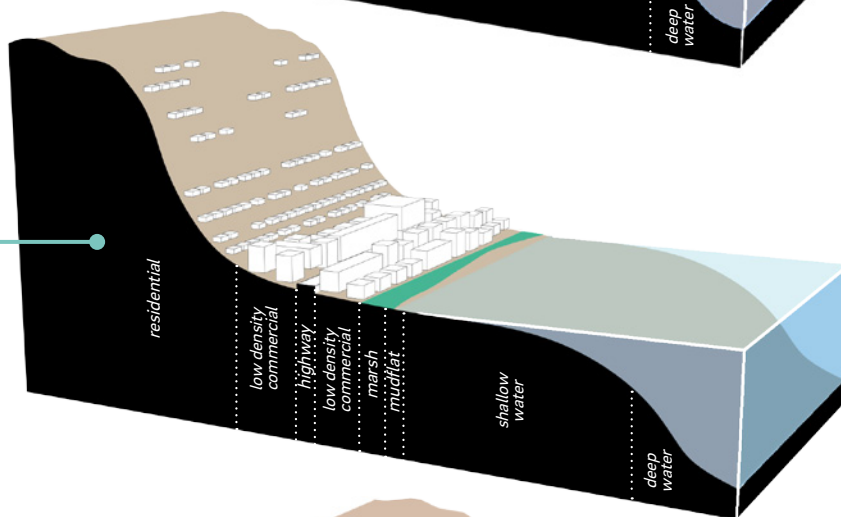 deep
water
residential
low density
commercial
highway
low density
commercial
marsh
mudflat
shallow
water
deep
water